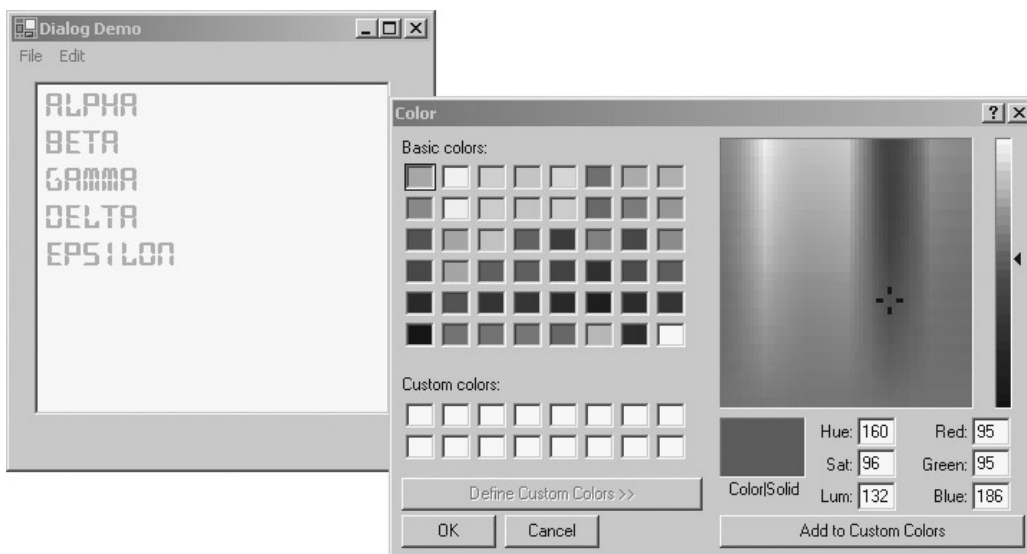 Dialog Demo
File Edit
ALPHA
BETA
GAMMA
DELTA
EPSILON
Color
Basic colors:
Custom colors:
Define Custom Colors >>
OK Cancel
Hue: 160 Red: 95
Sat: 96 Green: 95
Color|Solid Lum: 132 Blue: 186
Add to Custom Colors